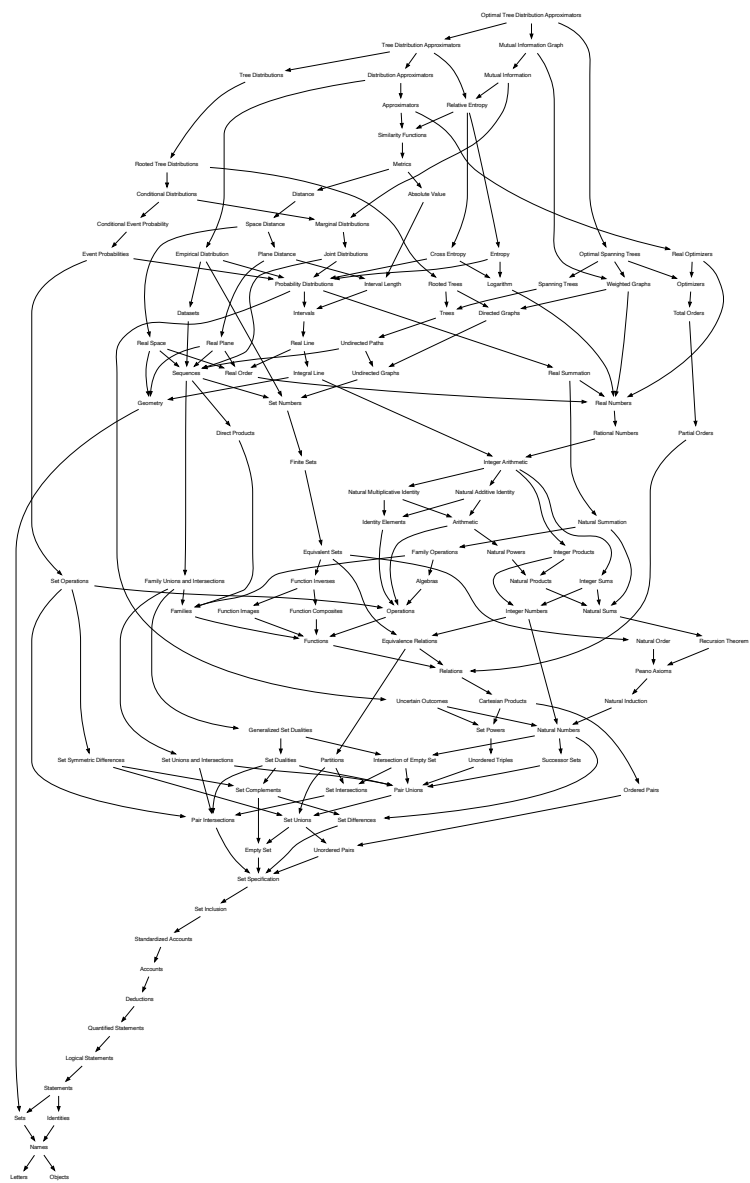 Optimal Tree Distribution Approximators
Tree Distribution Approximators
Mutual Information Graph
Tree Distributions
Distribution Approximators
Mutual Information
Approximators
Relative Entropy
Similarity Functions
Rooted Tree Distributions
Metrics
Conditional Distributions
Distance
Absolute Value
Conditional Event Probability
Space Distance
Marginal Distributions
Event Probabilities
Empirical Distribution
Plane Distance
Joint Distributions
Cross Entropy
Entropy
Optimal Spanning Trees
Real Optimizers
Probability Distributions
Interval Length
Rooted Trees
Logarithm
Spanning Trees
Weighted Graphs
Optimizers
Datasets
Intervals
Trees
Directed Graphs
Total Orders
Real Space
Real Plane
Real Line
Undirected Paths
Sequences
Real Order
Integral Line
Undirected Graphs
Real Summation
Geometry
Set Numbers
Real Numbers
Direct Products
Rational Numbers
Partial Orders
Finite Sets
Integer Arithmetic
Natural Multiplicative Identity
Natural Additive Identity
Identity Elements
Arithmetic
Natural Summation
Equivalent Sets
Family Operations
Natural Powers
Integer Products
Set Operations
Family Unions and Intersections
Function Inverses
Algebras
Natural Products
Integer Sums
Families
Function Images
Function Composites
Operations
Integer Numbers
Natural Sums
Functions
Equivalence Relations
Natural Order
Recursion Theorem
Relations
Peano Axioms
Uncertain Outcomes
Cartesian Products
Natural Induction
Generalized Set Dualities
Set Powers
Natural Numbers
Set Symmetric Differences
Set Unions and Intersections
Set Dualities
Partitions
Intersection of Empty Set
Unordered Triples
Successor Sets
Set Complements
Set Intersections
Pair Unions
Ordered Pairs
Pair Intersections
Set Unions
Set Differences
Empty Set
Unordered Pairs
Set Specification
Set Inclusion
Standardized Accounts
Accounts
Deductions
Quantified Statements
Logical Statements
Statements
Sets
Identities
Names
Letters
Objects